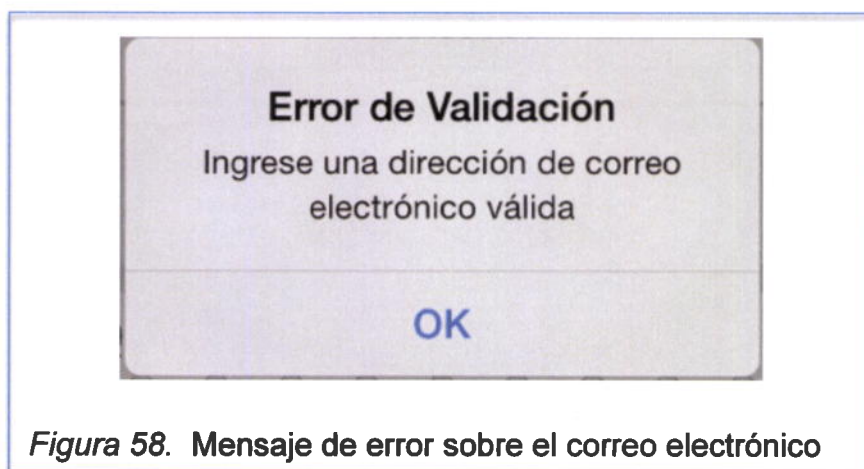 Error de Validación
Ingrese una dirección de correo
electrónico válida
OK
Figura 58. Mensaje de error sobre el correo electrónico